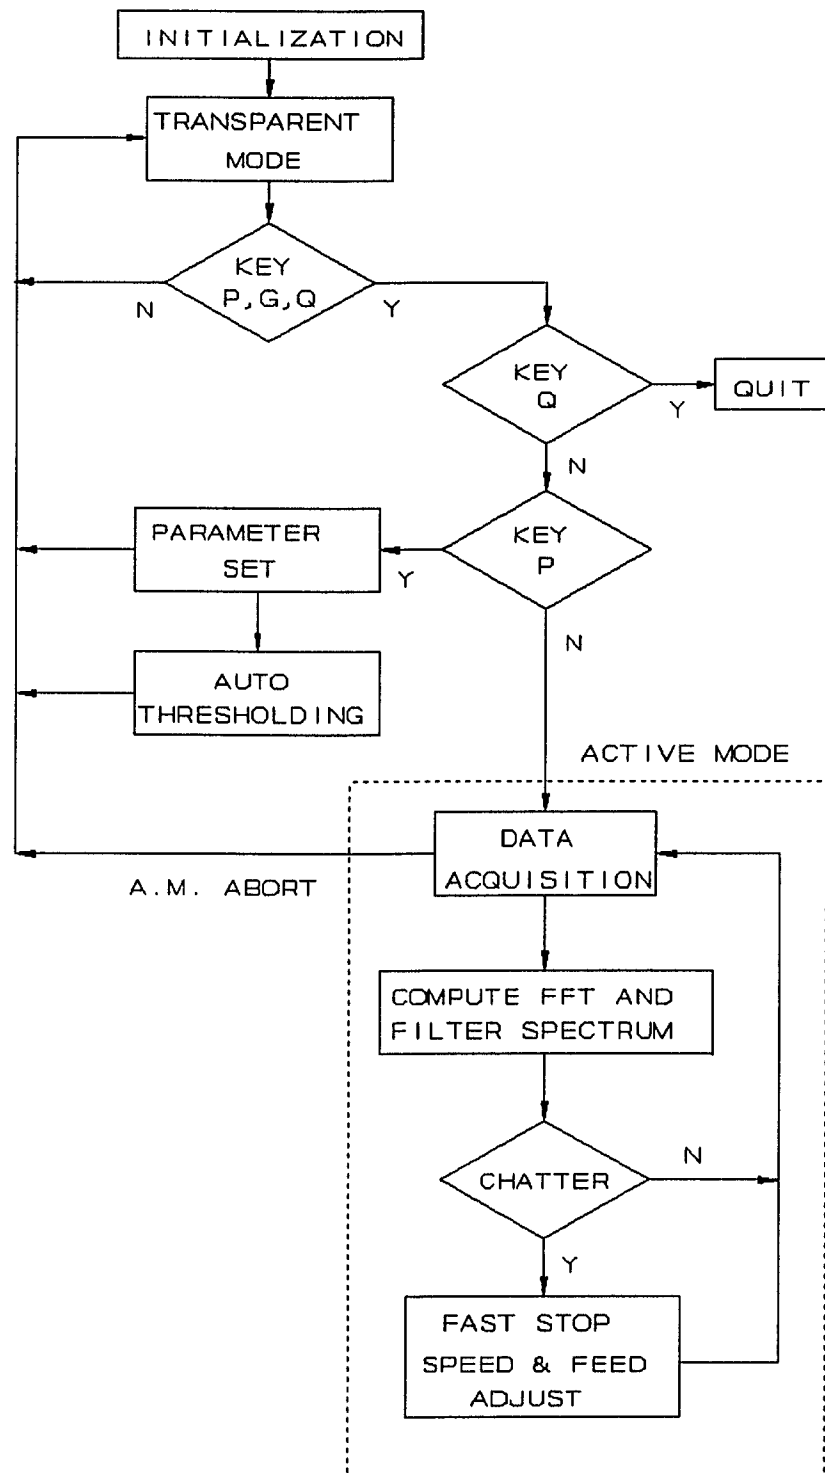 INITIALIZATION
TRANSPARENT
MODE
KEY
P,G,Q
N
Y
KEY
Q
Y
QUIT
N
PARAMETER
SET
Y
KEY
P
N
AUTO
THRESHOLDING
ACTIVE MODE
DATA
ACQUISITION
A.M. ABORT
COMPUTE FFT AND
FILTER SPECTRUM
CHATTER
N
Y
FAST STOP
SPEED & FEED
ADJUST